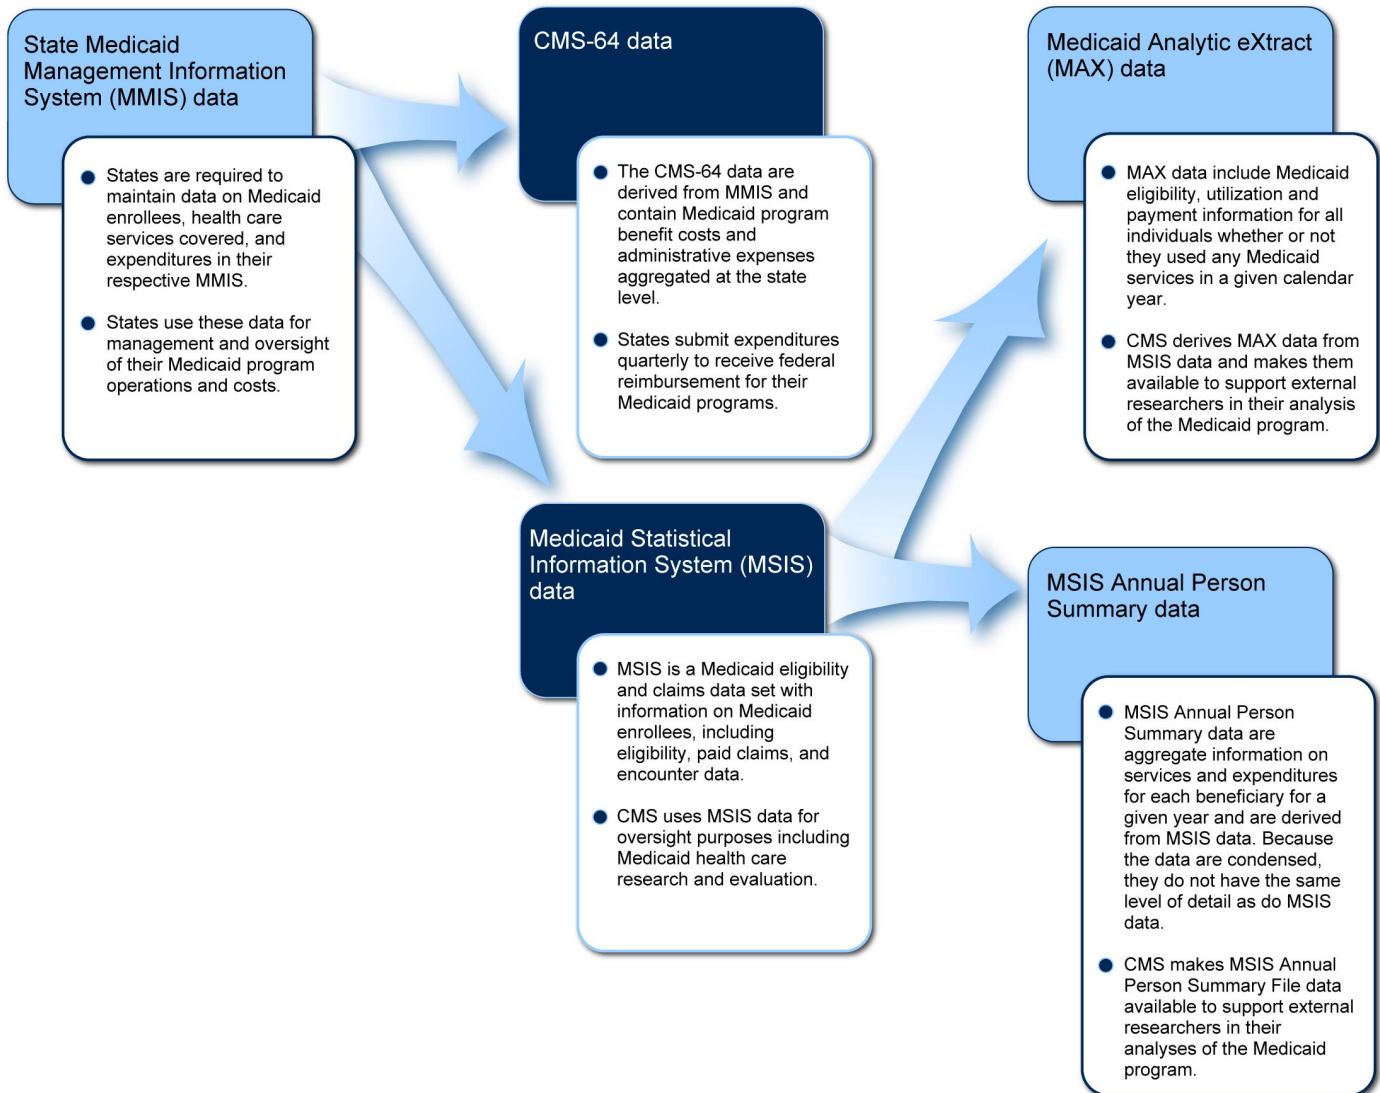 State Medicaid
Management Information
System (MMIS) data
States are required to
maintain data on Medicaid
enrollees, health care
services covered, and
expenditures in their
respective MMIS.
States use these data for
management and oversight
of their Medicaid program
operations and costs.
CMS-64 data
The CMS-64 data are
derived from MMIS and
contain Medicaid program
benefit costs and
administrative expenses
aggregated at the state
level.
States submit expenditures
quarterly to receive federal
reimbursement for their
Medicaid programs.
Medicaid Statistical
Information System (MSIS)
data
MSIS is a Medicaid eligibility
and claims data set with
information on Medicaid
enrollees, including
eligibility, paid claims, and
encounter data.
CMS uses MSIS data for
oversight purposes including
Medicaid health care
research and evaluation.
Medicaid Analytic eXtract
(MAX) data
MAX data include Medicaid
eligibility, utilization and
payment information for all
individuals whether or not
they used any Medicaid
services in a given calendar
year.
CMS derives MAX data from
MSIS data and makes them
available to support external
researchers in their analysis
of the Medicaid program.
MSIS Annual Person
Summary data
MSIS Annual Person
Summary data are
aggregate information on
services and expenditures
for each beneficiary for a
given year and are derived
from MSIS data. Because
the data are condensed,
they do not have the same
level of detail as do MSIS
data.
CMS makes MSIS Annual
Person Summary File data
available to support external
researchers in their
analyses of the Medicaid
program.